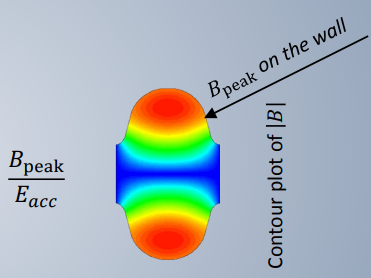 B_peak on the wall
B_peak
E_acc
Contour plot of |B|